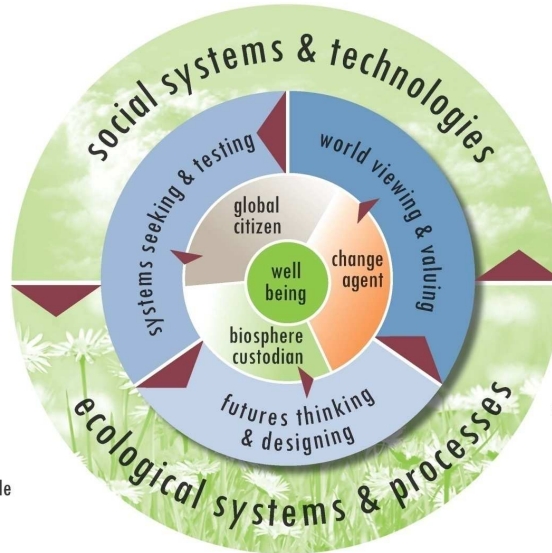 social systems & technologies
systems seeking & testing
world viewing & valuing
global
citizen
change
agent
well
being
biosphere
custodian
futures thinking
& designing
ecological systems & processes